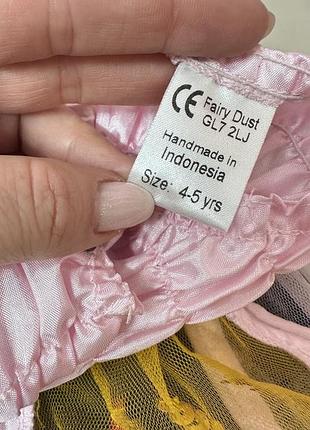 CE Fairy Dust
GL7 2LJ
Handmade in
Indonesia
Size: 4-5 yrs